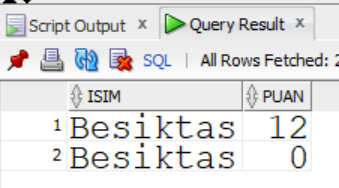 Script Output × Query Result ×
SQL | All Rows Fetched: 2
ISIM PUAN
1 Besiktas 12
2 Besiktas 0